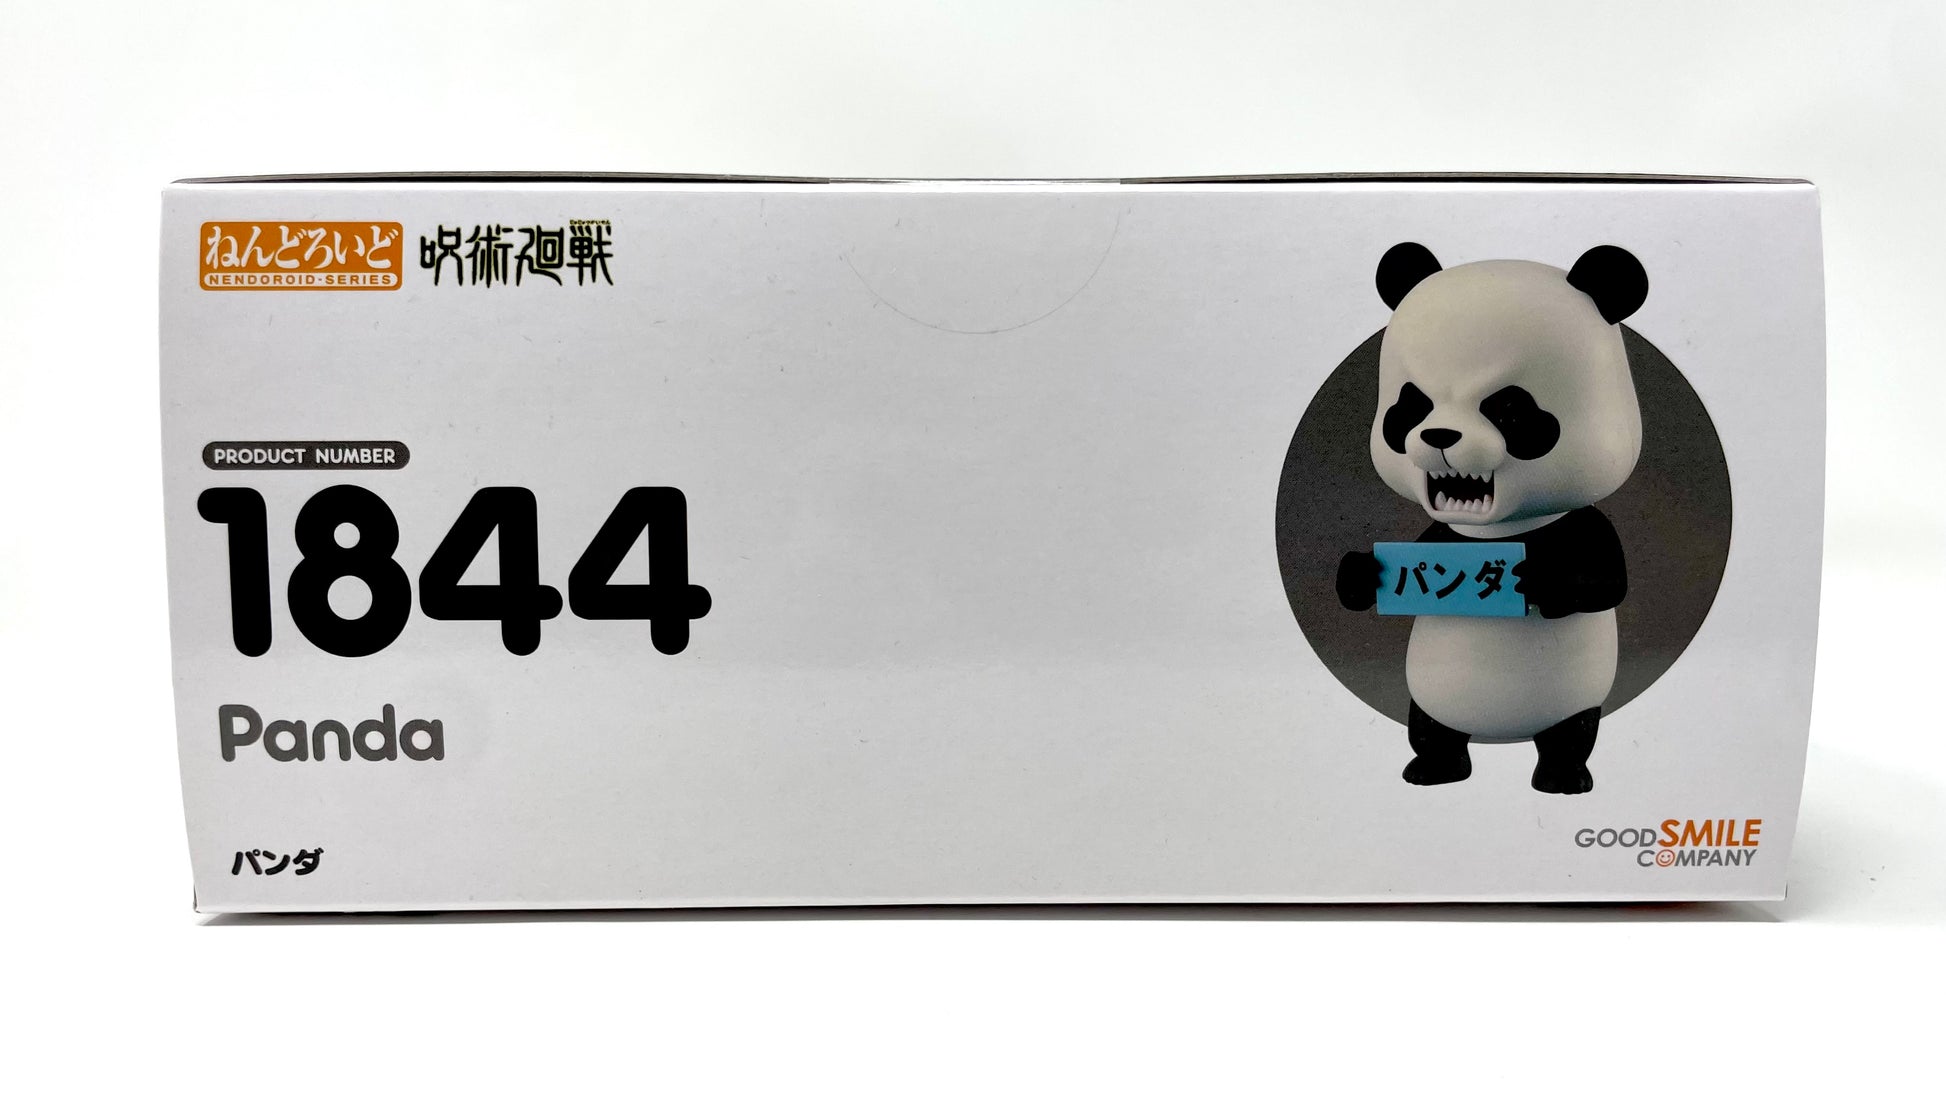 ねんどろいど
NENDOROID-SERIES
呪術廻戦
PRODUCT NUMBER
1844
Panda
パンダ
パンダ
GOOD SMILE
COMPANY